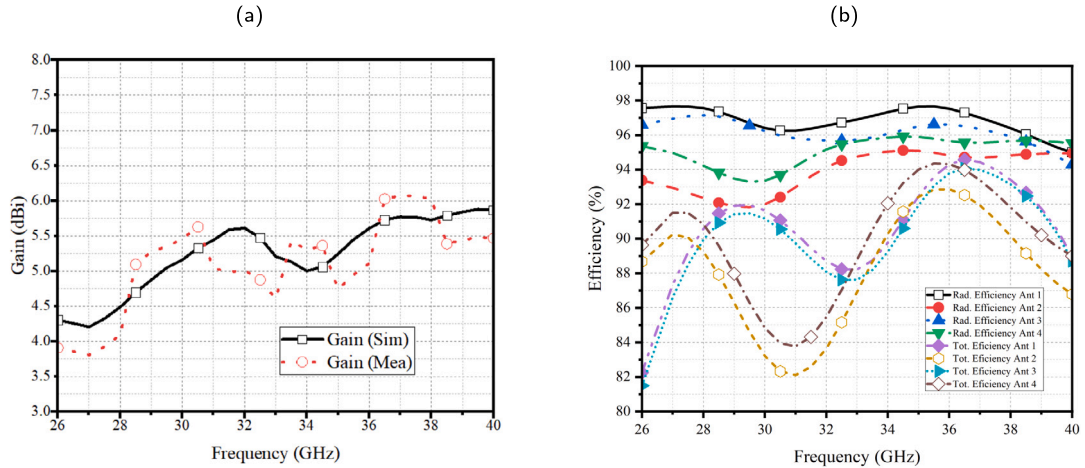 (a)
8.0
7.5
7.0
6.5
6.0
5.5
5.0
4.5
4.0
3.5
3.0
Gain (dBi)
Gain (Sim)
Gain (Mea)
26 28 30 32 34 36 38 40
Frequency (GHz)
(b)
100
98
96
94
92
90
88
86
84
82
80
Efficiency (%)
Rad. Efficiency Ant 1
Rad. Efficiency Ant 2
Rad. Efficiency Ant 3
Rad. Efficiency Ant 4
Tot. Eficiency Ant 1
Tot. Eficiency Ant 2
Tot. Eficiency Ant 3
Tot. Eficiency Ant 4
26 28 30 32 34 36 38 40
Frequency (GHz)